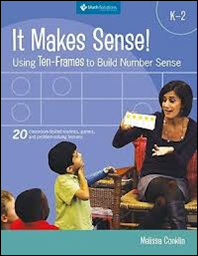 Math Solutions
K–2
It Makes Sense!
Using Ten-Frames to Build Number Sense
20 classroom-tested routines, games,
and problem-solving lessons
Melissa Conklin